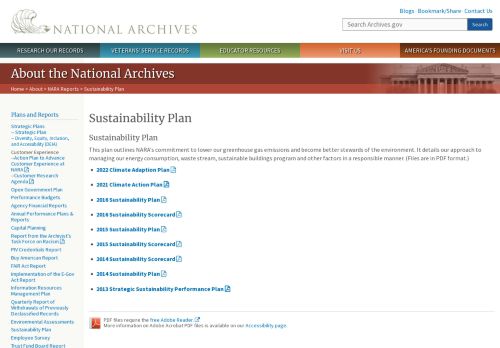 Blogs · Bookmark/Share · Contact Us
NATIONAL ARCHIVES
Search Archives.gov
Search
RESEARCH OUR RECORDS
VETERANS' SERVICE RECORDS
EDUCATOR RESOURCES
VISIT US
AMERICA'S FOUNDING DOCUMENTS
About the National Archives
Home > About > NARA Reports > Sustainability Plan
Plans and Reports
Strategic Plans
– Strategic Plan
– Diversity, Equity, Inclusion,
and Accessibility (DEIA)
Customer Experience
–Action Plan to Advance
Customer Experience at
NARA
–Customer Research
Agenda
Open Government Plan
Performance Budgets
Agency Financial Reports
Annual Performance Plans &
Reports
Capital Planning
Report from the Archivist's
Task Force on Racism
PIV Credentials Report
Buy American Report
FAIR Act Report
Implementation of the E-Gov
Act Report
Information Resources
Management Plan
Quarterly Report of
Withdrawals of Previously
Declassified Records
Environmental Assessments
Sustainability Plan
Employee Survey
Trust Fund Board Report
Sustainability Plan
Sustainability Plan
This plan outlines NARA's commitment to lower our greenhouse gas emissions and become better stewards of the environment. It details our approach to
managing our energy consumption, waste stream, sustainable buildings program and other factors in a responsible manner. (Files are in PDF format.)
• 2022 Climate Adaption Plan
• 2021 Climate Action Plan
• 2016 Sustainability Plan
• 2016 Sustainability Scorecard
• 2015 Sustainability Plan
• 2015 Sustainability Scorecard
• 2014 Sustainability Scorecard
• 2014 Sustainability Plan
• 2013 Strategic Sustainability Performance Plan
PDF files require the free Adobe Reader.
More information on Adobe Acrobat PDF files is available on our Accessibility page.